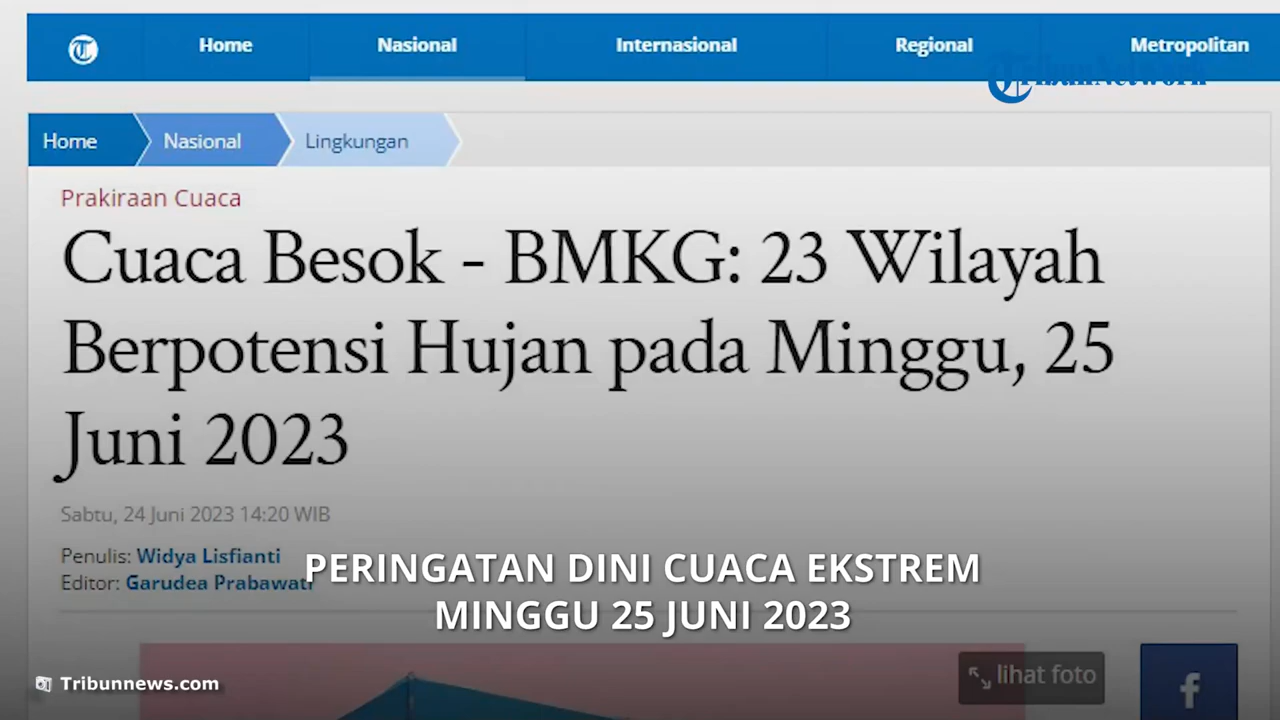 Home Nasional Internasional Regional Metropolitan
TribunNetwork
Home Nasional Lingkungan
Prakiraan Cuaca
Cuaca Besok - BMKG: 23 Wilayah
Berpotensi Hujan pada Minggu, 25
Juni 2023
Sabtu, 24 Juni 2023 14:20 WIB
Penulis: Widya Lisfianti
Editor: Garudea Prabawati
PERINGATAN DINI CUACA EKSTREM
MINGGU 25 JUNI 2023
lihat foto
Tribunnews.com